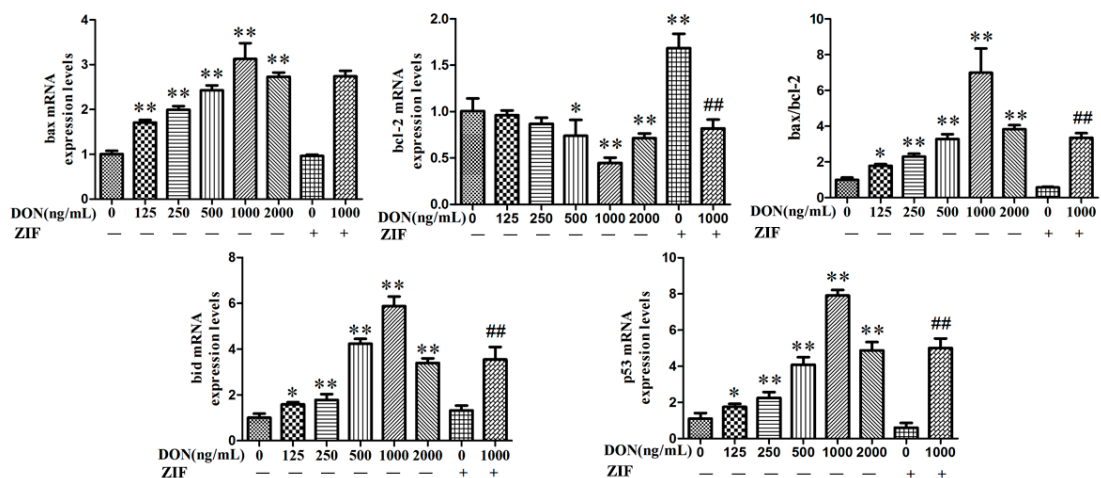 bax mRNA
expression levels
4
3
2
1
0
** ** ** ** **
DON(ng/mL) 0 125 250 500 1000 2000 0 1000
ZIF — — — — — — + +
bcl-2 mRNA
expression levels
2.0
1.5
1.0
0.5
0.0
* ** ** ** ##
DON(ng/mL) 0 125 250 500 1000 2000 0 1000
ZIF — — — — — — + +
bax/bcl-2
10
8
6
4
2
0
* ** ** ** ** ##
DON(ng/mL) 0 125 250 500 1000 2000 0 1000
ZIF — — — — — — + +
bid mRNA
expression levels
8
6
4
2
0
* ** ** ** ** ##
DON(ng/mL) 0 125 250 500 1000 2000 0 1000
ZIF — — — — — — + +
p53 mRNA
expression levels
10
8
6
4
2
0
* ** ** ** ** ##
DON(ng/mL) 0 125 250 500 1000 2000 0 1000
ZIF — — — — — — + +